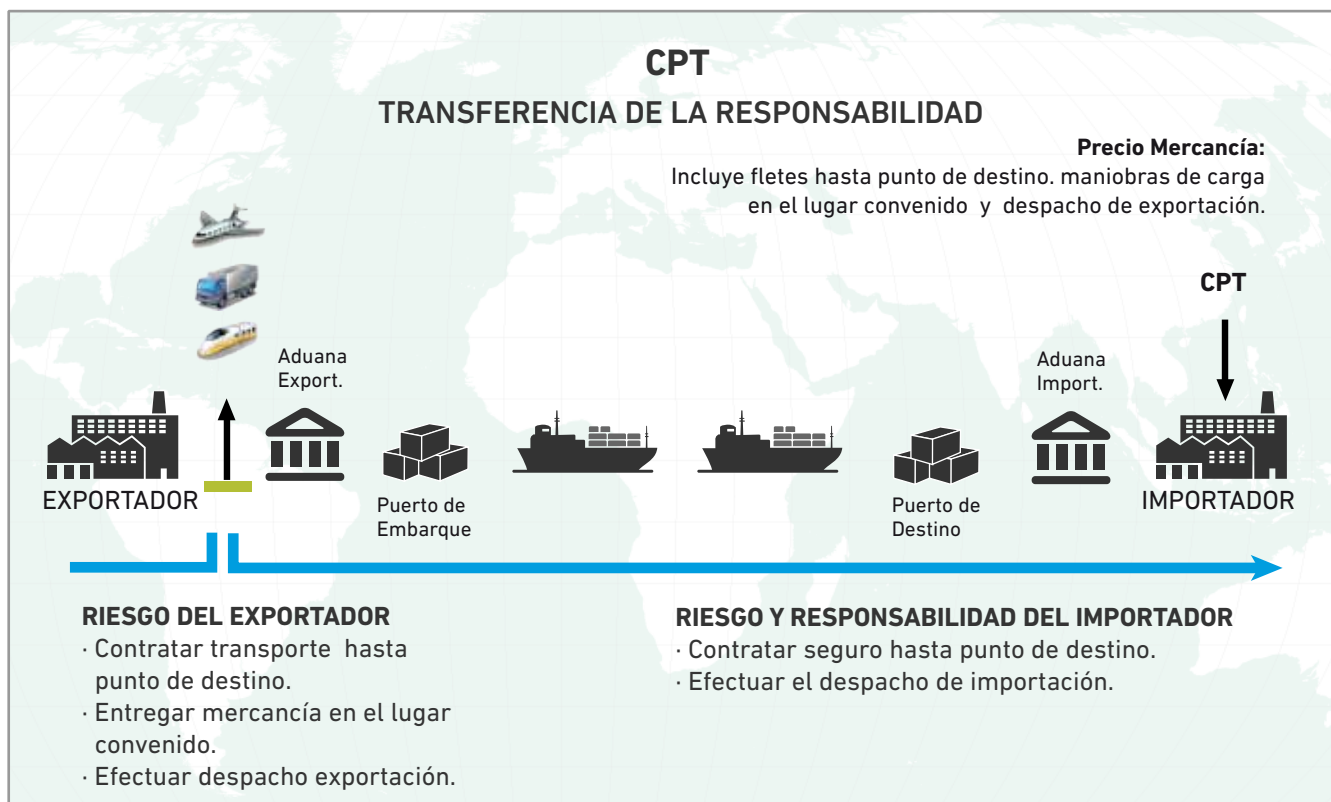 CPT
TRANSFERENCIA DE LA RESPONSABILIDAD
Precio Mercancía:
Incluye fletes hasta punto de destino. maniobras de carga
en el lugar convenido y despacho de exportación.
CPT
Aduana
Export.
Aduana
Import.
EXPORTADOR
Puerto de
Embarque
Puerto de
Destino
IMPORTADOR
RIESGO DEL EXPORTADOR
· Contratar transporte hasta
punto de destino.
· Entregar mercancía en el lugar
convenido.
· Efectuar despacho exportación.
RIESGO Y RESPONSABILIDAD DEL IMPORTADOR
· Contratar seguro hasta punto de destino.
· Efectuar el despacho de importación.